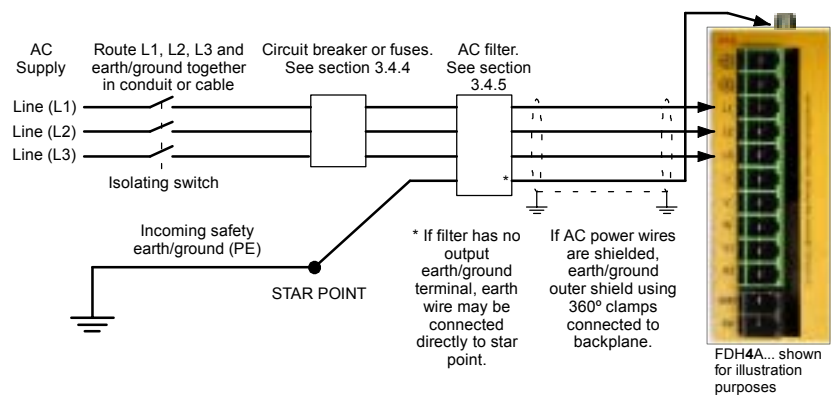 AC
Supply
Route L1, L2, L3 and
earth/ground together
in conduit or cable
Circuit breaker or fuses.
See section 3.4.4
AC filter.
See section
3.4.5
Line (L1)
Line (L2)
Line (L3)
Isolating switch
*
Incoming safety
earth/ground (PE)
STAR POINT
* If filter has no
output
earth/ground
terminal, earth
wire may be
connected
directly to star
point.
If AC power wires
are shielded,
earth/ground
outer shield using
360º clamps
connected to
backplane.
FDH4A... shown
for illustration
purposes